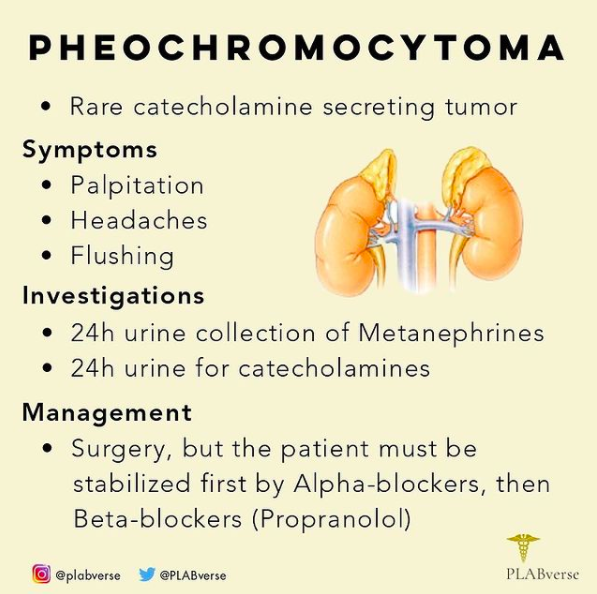 PHEOCHROMOCYTOMA
• Rare catecholamine secreting tumor
Symptoms
• Palpitation
• Headaches
• Flushing
Investigations
• 24h urine collection of Metanephrines
• 24h urine for catecholamines
Management
• Surgery, but the patient must be
stabilized first by Alpha-blockers, then
Beta-blockers (Propranolol)
@plabverse @PLABverse
PLABverse